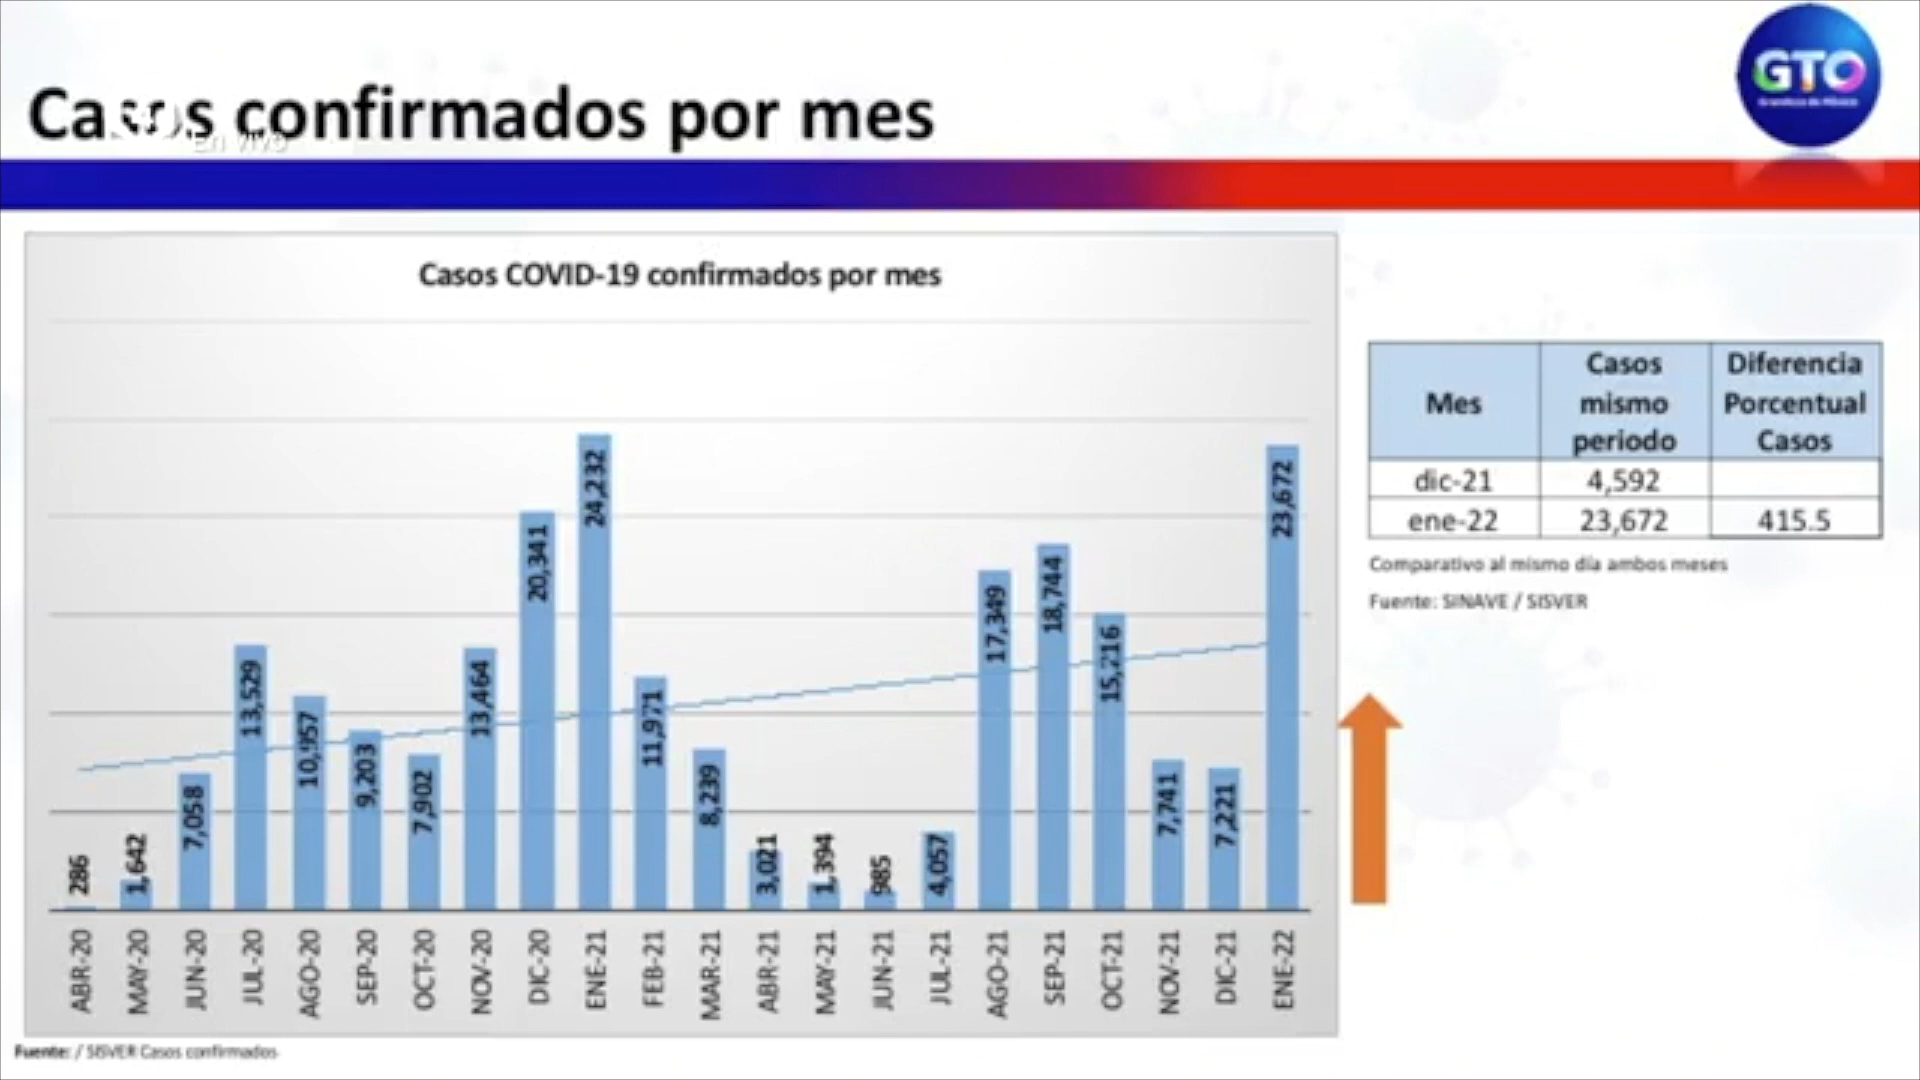 Casos confirmados por mes
En vivo
GTO
Grandeza de México
Casos COVID-19 confirmados por mes
286
1,642
7,058
13,529
10,957
9,203
7,902
13,464
20,341
24,232
11,971
8,239
3,021
1,394
985
4,057
17,349
18,744
15,216
7,741
7,221
23,672
ABR-20
MAY-20
JUN-20
JUL-20
AGO-20
SEP-20
OCT-20
NOV-20
DIC-20
ENE-21
FEB-21
MAR-21
ABR-21
MAY-21
JUN-21
JUL-21
AGO-21
SEP-21
OCT-21
NOV-21
DIC-21
ENE-22
Mes
Casos
mismo
periodo
Diferencia
Porcentual
Casos
dic-21 4,592
ene-22 23,672 415.5
Comparativo al mismo día ambos meses
Fuente: SINAVE / SISVER
Fuente: / SISVER Casos confirmados